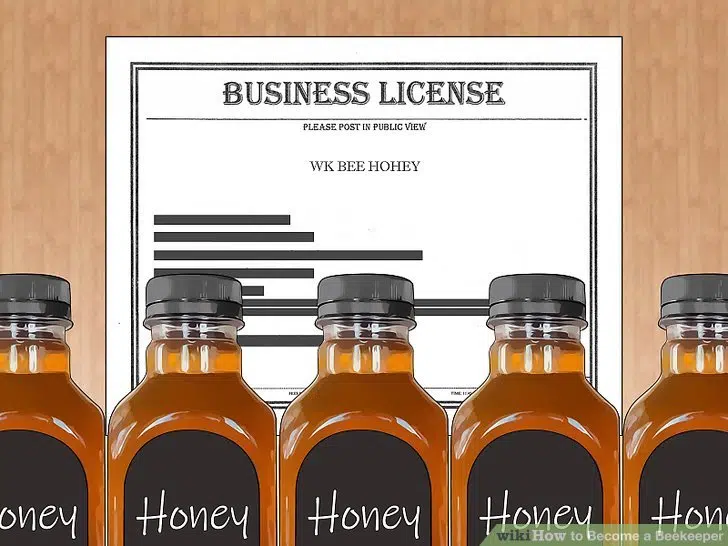 BUSINESS LICENSE
PLEASE POST IN PUBLIC VIEW
WK BEE HOHEY
oney
Honey
Honey
Honey
Hon
wikiHow to Become a Beekeeper